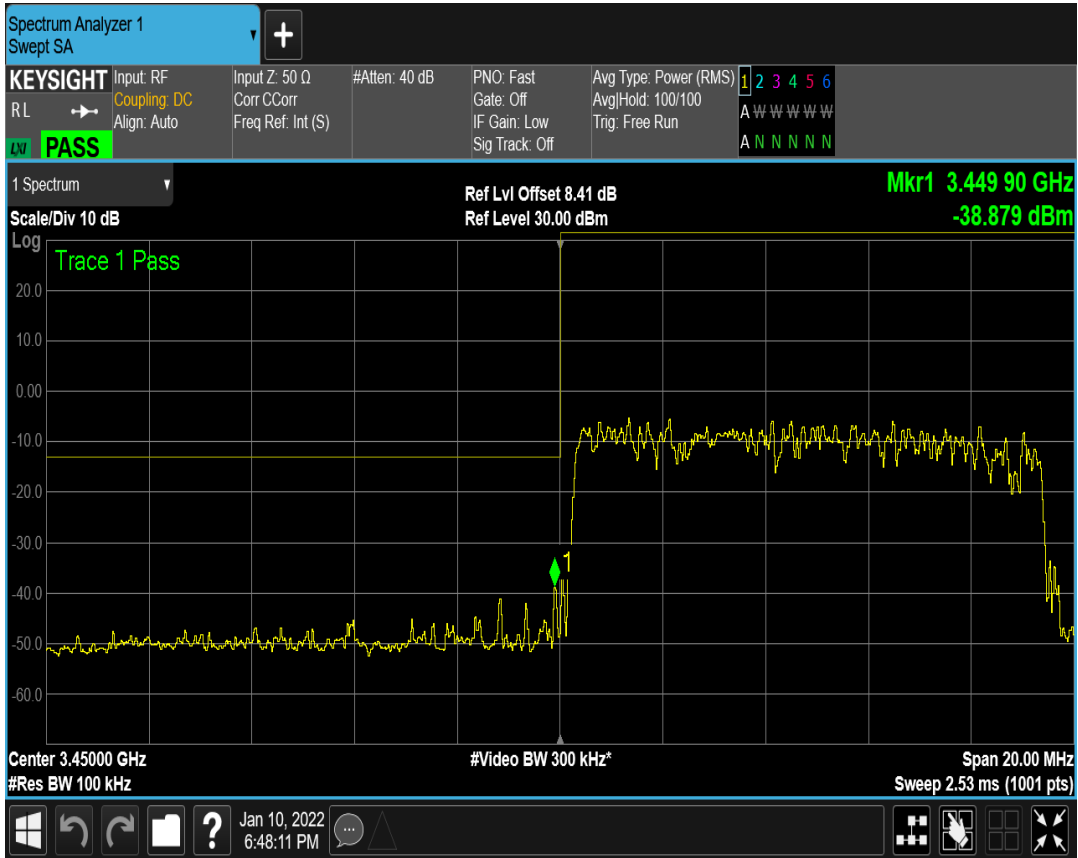 Spectrum Analyzer 1
Swept SA
+
KEYSIGHT
R L
LXI PASS
Input: RF
Coupling: DC
Align: Auto
Input Z: 50 Ω
Corr CCorr
Freq Ref: Int (S)
#Atten: 40 dB
PNO: Fast
Gate: Off
IF Gain: Low
Sig Track: Off
Avg Type: Power (RMS)
Avg|Hold: 100/100
Trig: Free Run
1 2 3 4 5 6
A W W W W W
A N N N N N
1 Spectrum
Scale/Div 10 dB
Ref Lvl Offset 8.41 dB
Ref Level 30.00 dBm
Mkr1 3.449 90 GHz
-38.879 dBm
Log
Trace 1 Pass
20.0
10.0
0.00
-10.0
-20.0
-30.0
1
-40.0
-50.0
-60.0
Center 3.45000 GHz
#Res BW 100 kHz
#Video BW 300 kHz*
Span 20.00 MHz
Sweep 2.53 ms (1001 pts)
?
Jan 10, 2022
6:48:11 PM